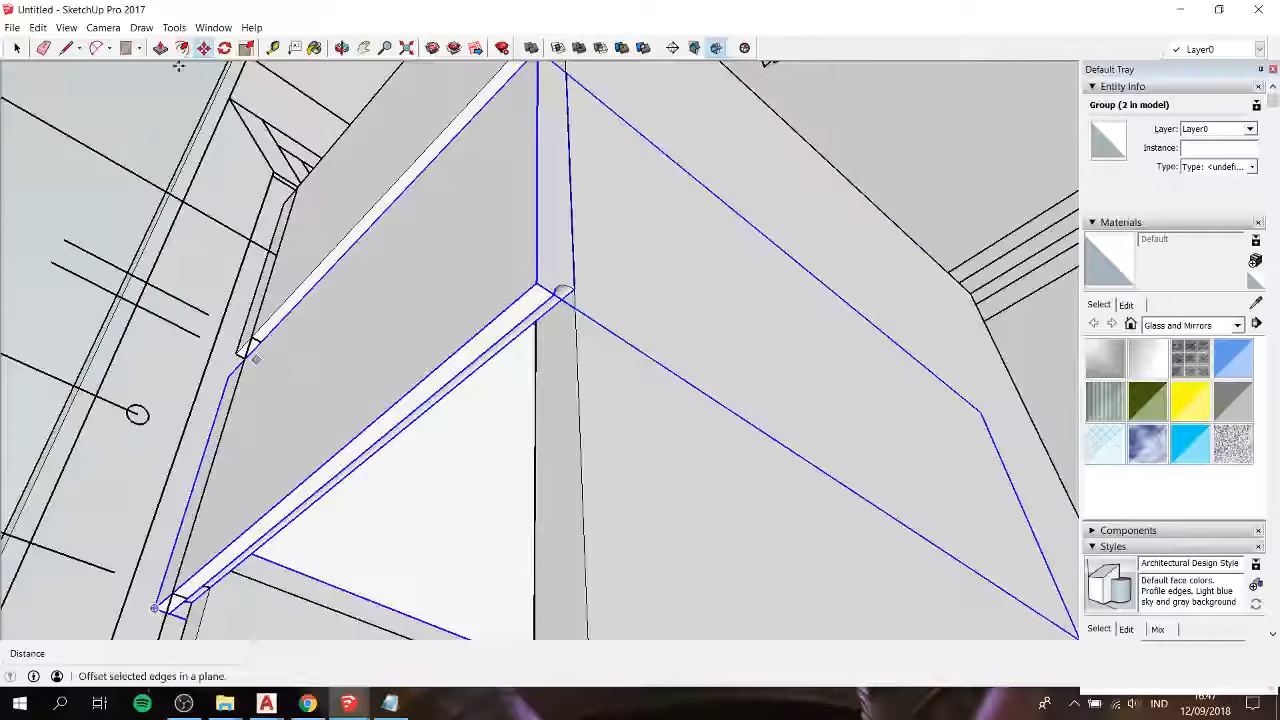 Untitled - SketchUp Pro 2017
File Edit View Camera Draw Tools Window Help
Layer0
Default Tray
Entity Info
Group (2 in model)
Layer: Layer0
Instance:
Type: Type: <undefi...
Materials
Default
Select Edit
Glass and Mirrors
Components
Styles
Architectural Design Style
Default face colors.
Profile edges. Light blue
sky and gray background
Select Edit Mix
Distance
Offset selected edges in a plane.
IND
16:47
12/09/2018